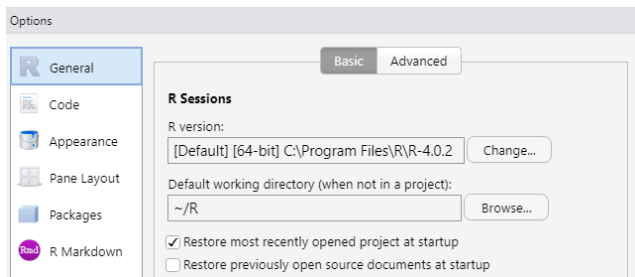 Options
General
Code
Appearance
Pane Layout
Packages
Rmd R Markdown
Basic Advanced
R Sessions
R version:
[Default] [64-bit] C:\Program Files\R\R-4.0.2 Change...
Default working directory (when not in a project):
~/R Browse...
Restore most recently opened project at startup
Restore previously open source documents at startup